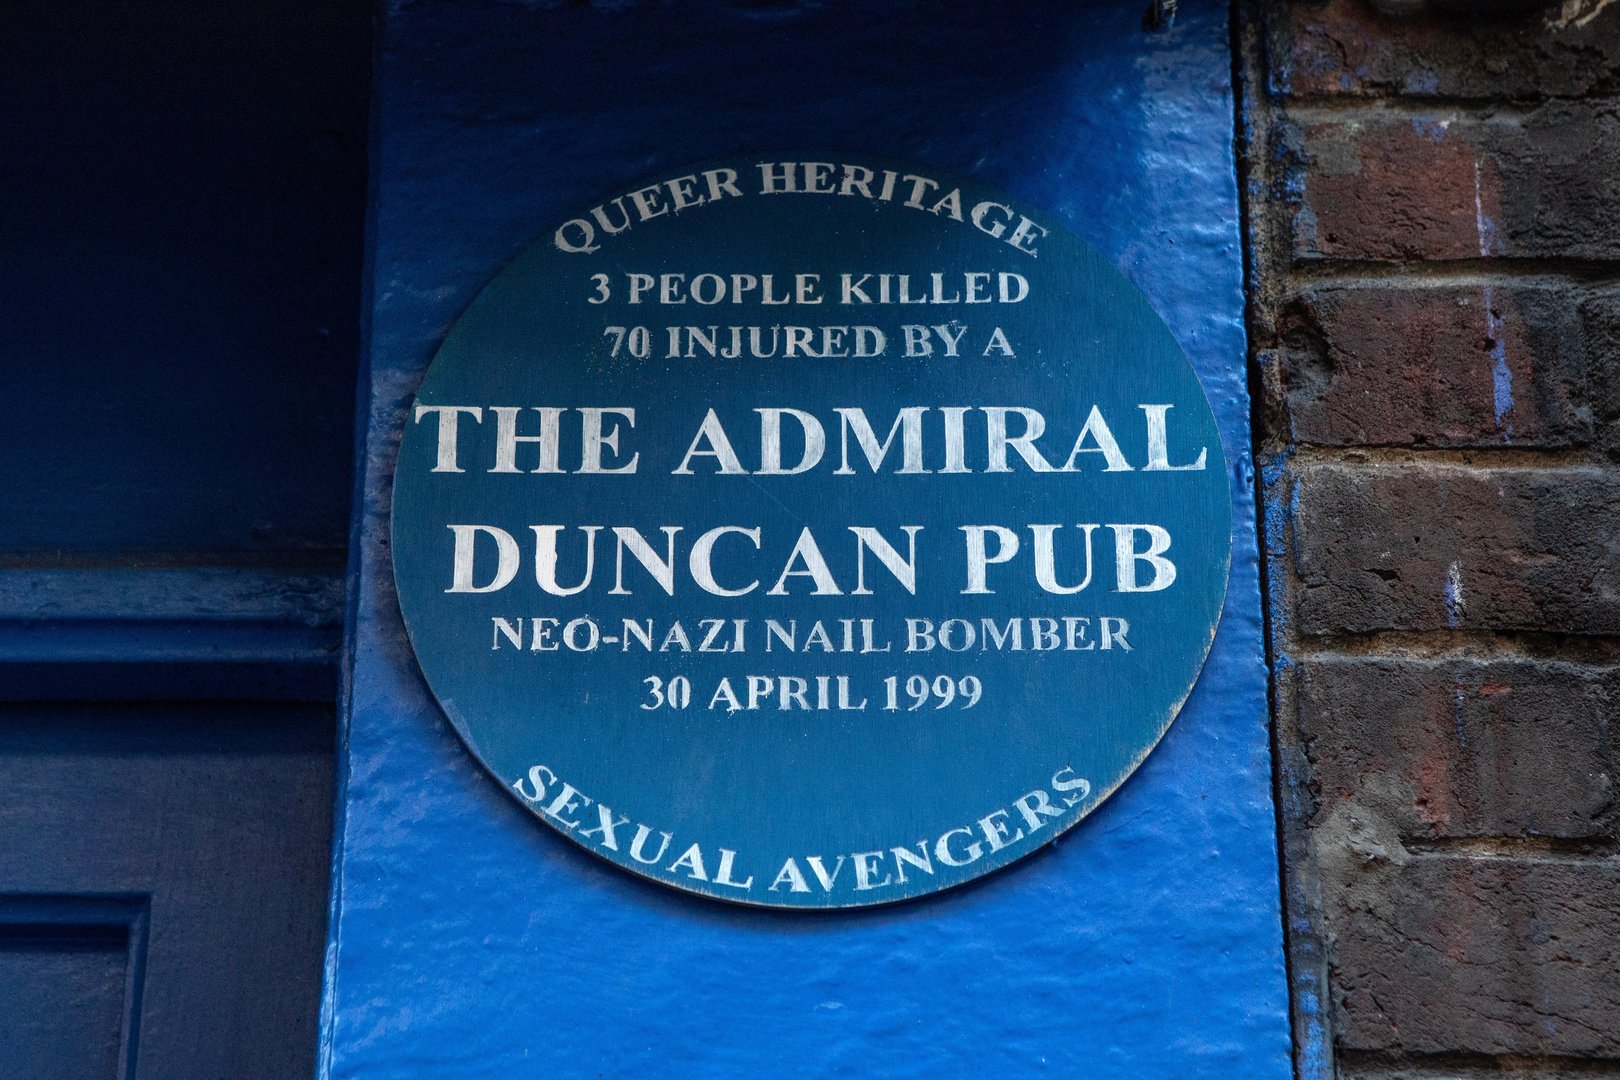 QUEER HERITAGE
3 PEOPLE KILLED
70 INJURED BY A
THE ADMIRAL
DUNCAN PUB
NEO-NAZI NAIL BOMBER
30 APRIL 1999
SEXUAL AVENGERS